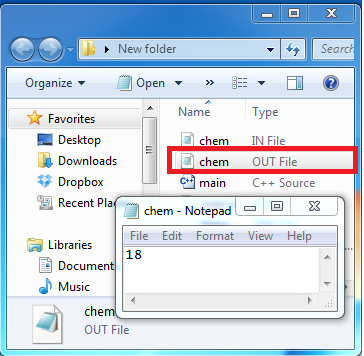 New folder
Search
Organize
Open
»
Favorites
Desktop
Downloads
Dropbox
Recent Place
Libraries
Document
Music
Name
Type
chem
IN File
chem
OUT File
main
C++ Source
chem - Notepad
File Edit Format View Help
18
chem
OUT File